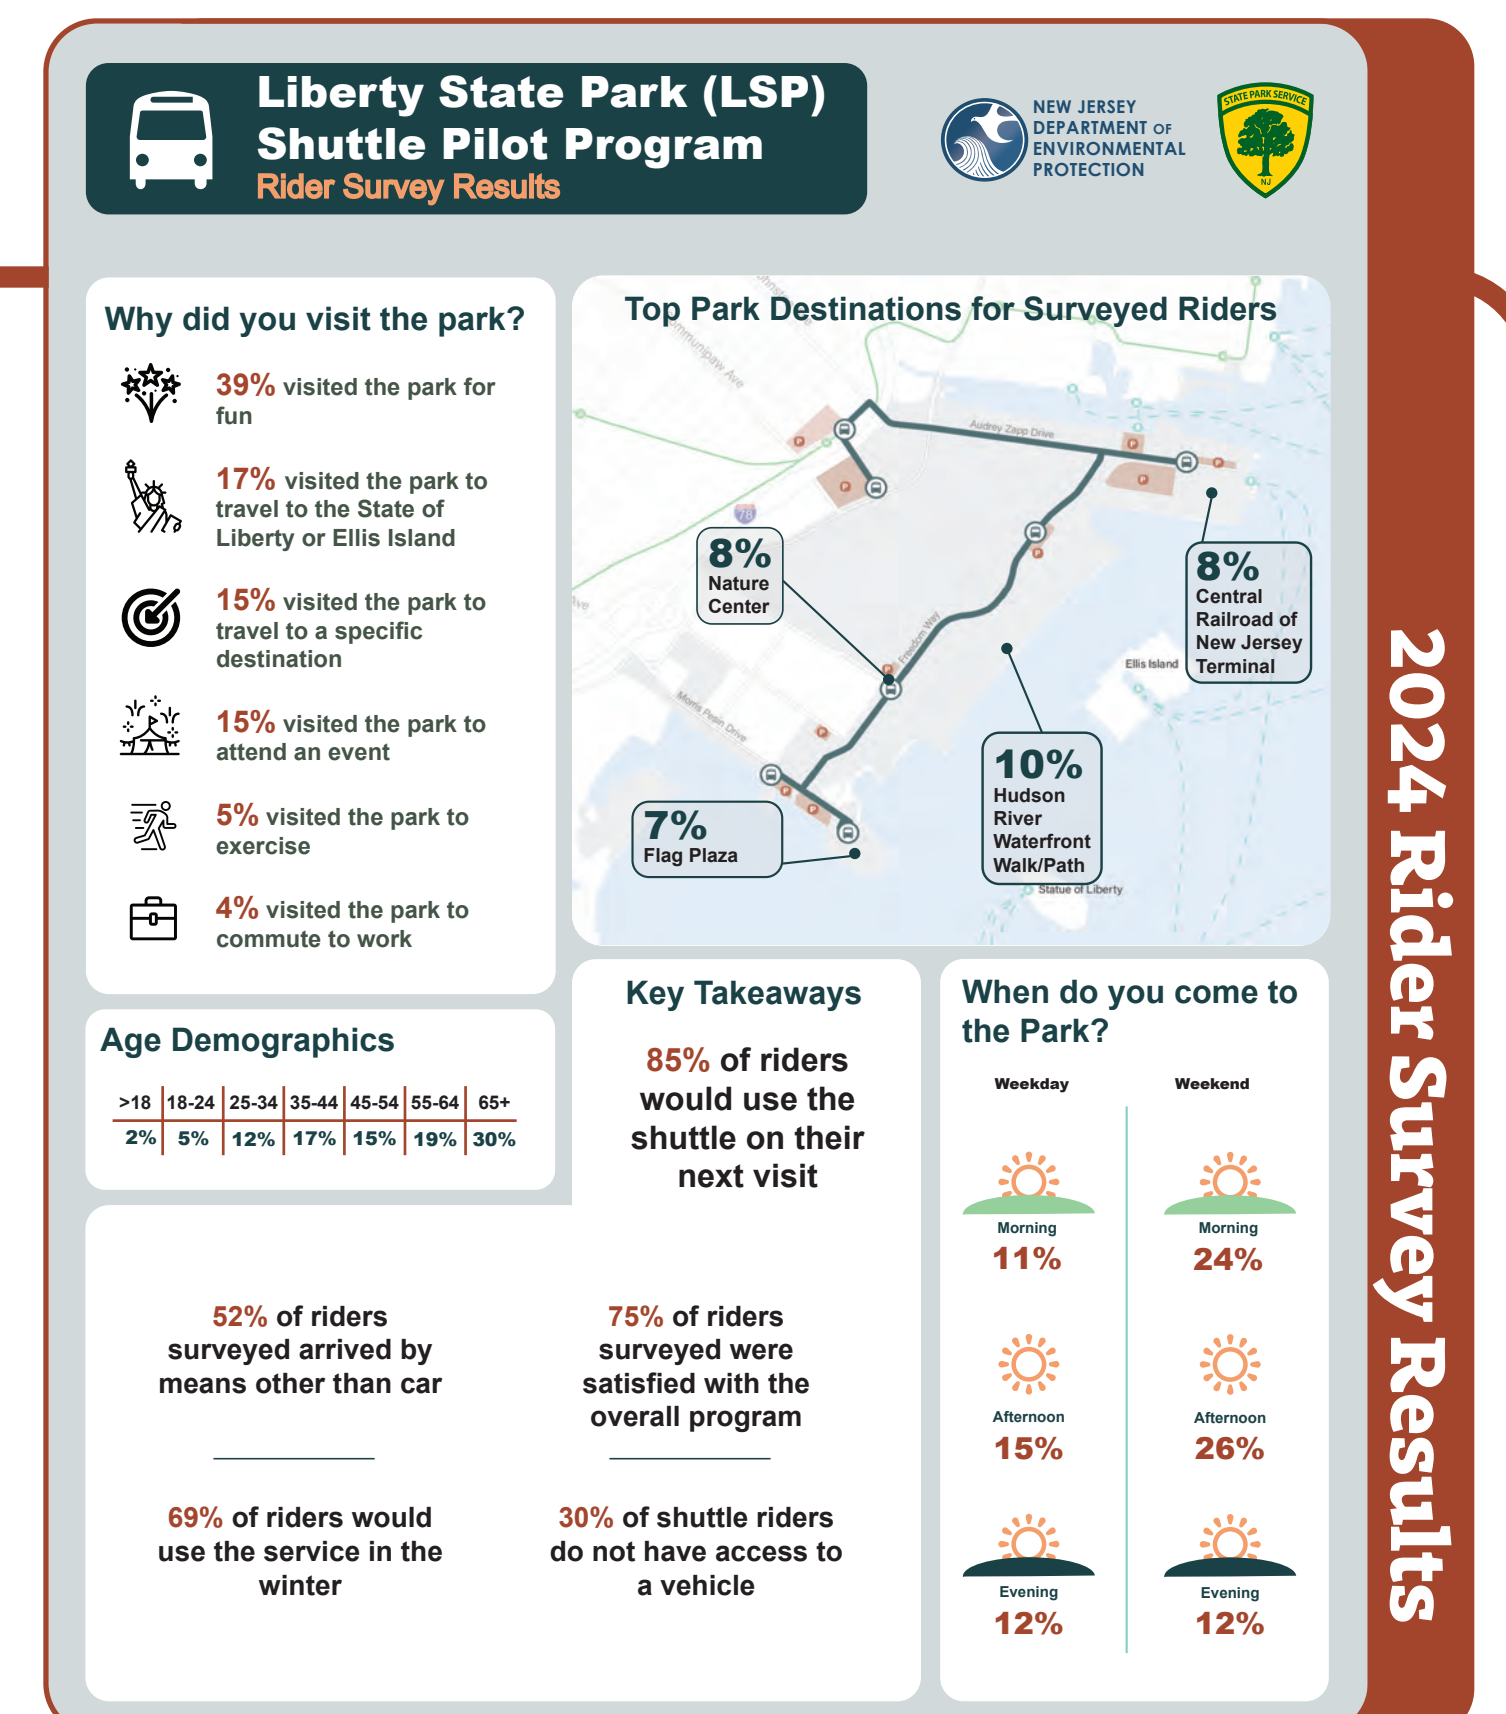 Liberty State Park (LSP)
Shuttle Pilot Program
Rider Survey Results
NEW JERSEY
DEPARTMENT OF
ENVIRONMENTAL
PROTECTION
STATE PARK SERVICE
NJ
Why did you visit the park?
39% visited the park for
fun
17% visited the park to
travel to the State of
Liberty or Ellis Island
15% visited the park to
travel to a specific
destination
15% visited the park to
attend an event
5% visited the park to
exercise
4% visited the park to
commute to work
Top Park Destinations for Surveyed Riders
Audrey Zapp Drive
P
P
P
P
P
P
P
P
P
P
78
Ave
Freedom Way
Morris Pesin Drive
Ellis Island
Statue of Liberty
8%
Nature
Center
8%
Central
Railroad of
New Jersey
Terminal
10%
Hudson
River
Waterfront
Walk/Path
7%
Flag Plaza
Age Demographics
>18 18-24 25-34 35-44 45-54 55-64 65+
2% 5% 12% 17% 15% 19% 30%
Key Takeaways
85% of riders
would use the
shuttle on their
next visit
52% of riders
surveyed arrived by
means other than car
75% of riders
surveyed were
satisfied with the
overall program
69% of riders would
use the service in the
winter
30% of shuttle riders
do not have access to
a vehicle
When do you come to
the Park?
Weekday Weekend
Morning Morning
11% 24%
Afternoon Afternoon
15% 26%
Evening Evening
12% 12%
2024 Rider Survey Results